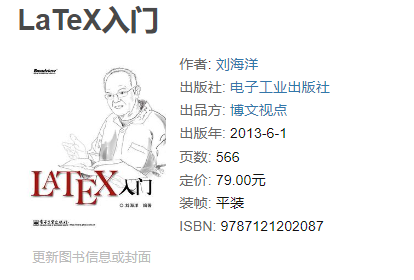 LaTeX入门
作者: 刘海洋
出版社: 电子工业出版社
出品方: 博文视点
出版年: 2013-6-1
页数: 566
定价: 79.00元
装帧: 平装
ISBN: 9787121202087
LATEX入门
◎ 刘海洋 编著
电子工业出版社
更新图书信息或封面